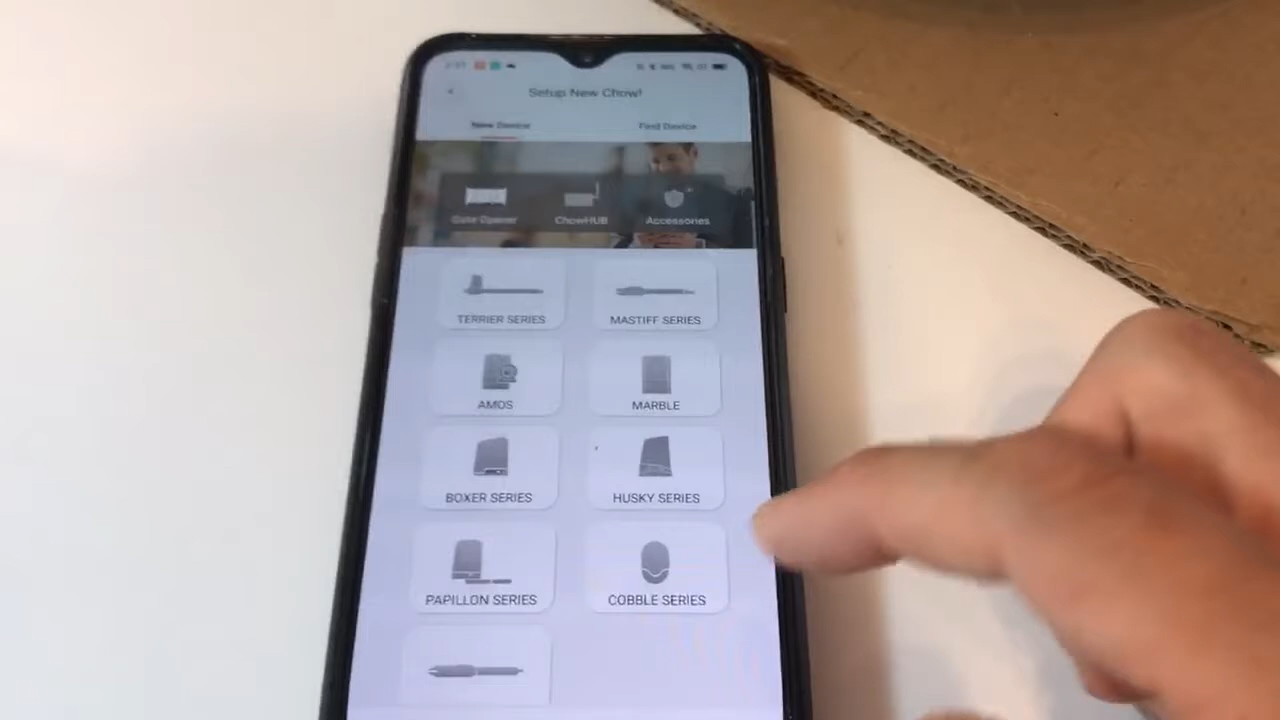 Setup New Chow!
New Device Find Device
Gate Opener ChowHUB Accessories
TERRIER SERIES MASTIFF SERIES
AMOS MARBLE
BOXER SERIES HUSKY SERIES
PAPILLON SERIES COBBLE SERIES